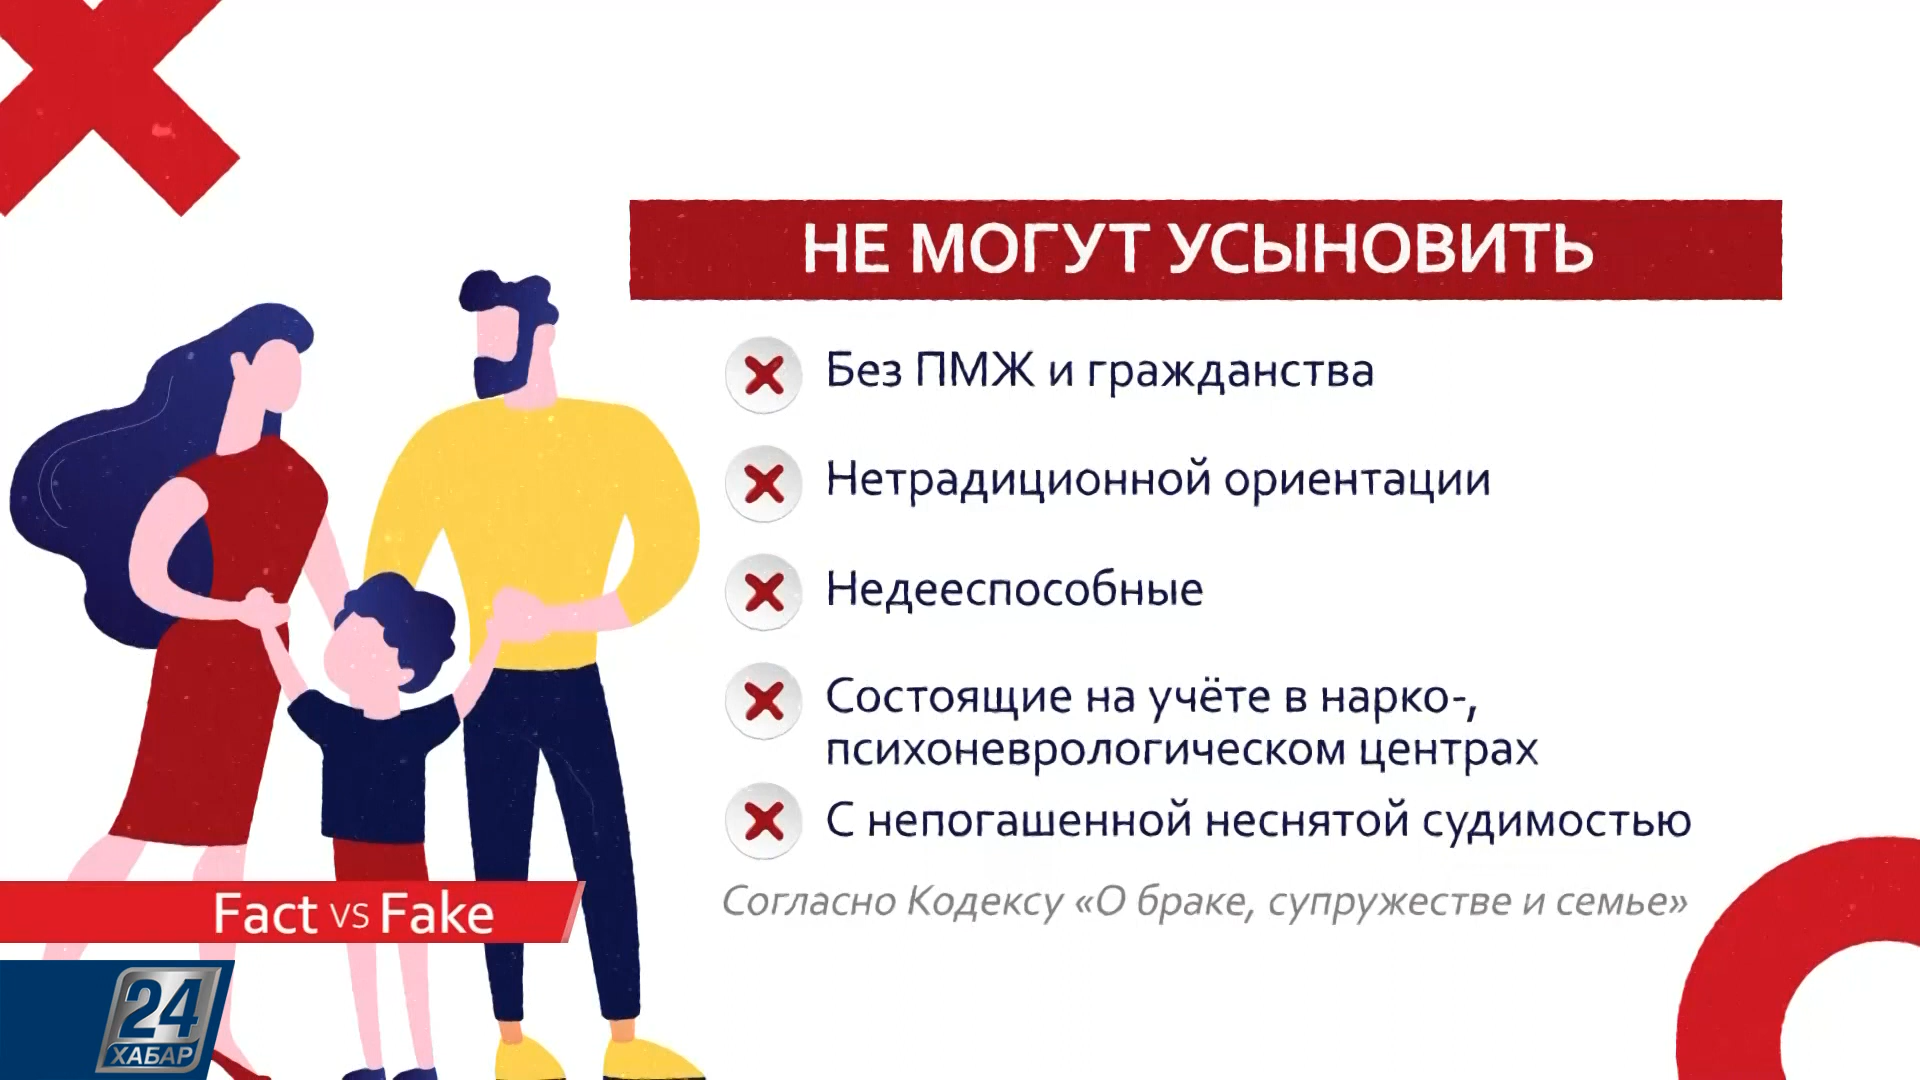 НЕ МОГУТ УСЫНОВИТЬ
Без ПМЖ и гражданства
Нетрадиционной ориентации
Недееспособные
Состоящие на учёте в нарко-,
психоневрологическом центрах
С непогашенной неснятой судимостью
Согласно Кодексу «О браке, супружестве и семье»
Fact vs Fake
24
ХАБАР